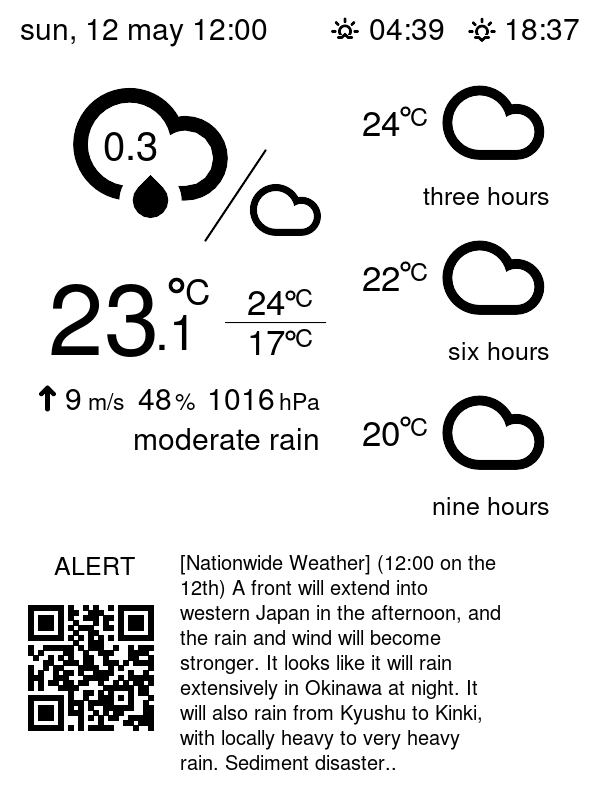 sun, 12 may 12:00 04:39 18:37
0.3
24°C
three hours
23.1°C
24°C
17°C
22°C
six hours
9 m/s 48% 1016 hPa
moderate rain
20°C
nine hours
ALERT
[Nationwide Weather] (12:00 on the
12th) A front will extend into
western Japan in the afternoon, and
the rain and wind will become
stronger. It looks like it will rain
extensively in Okinawa at night. It
will also rain from Kyushu to Kinki,
with locally heavy to very heavy
rain. Sediment disaster..